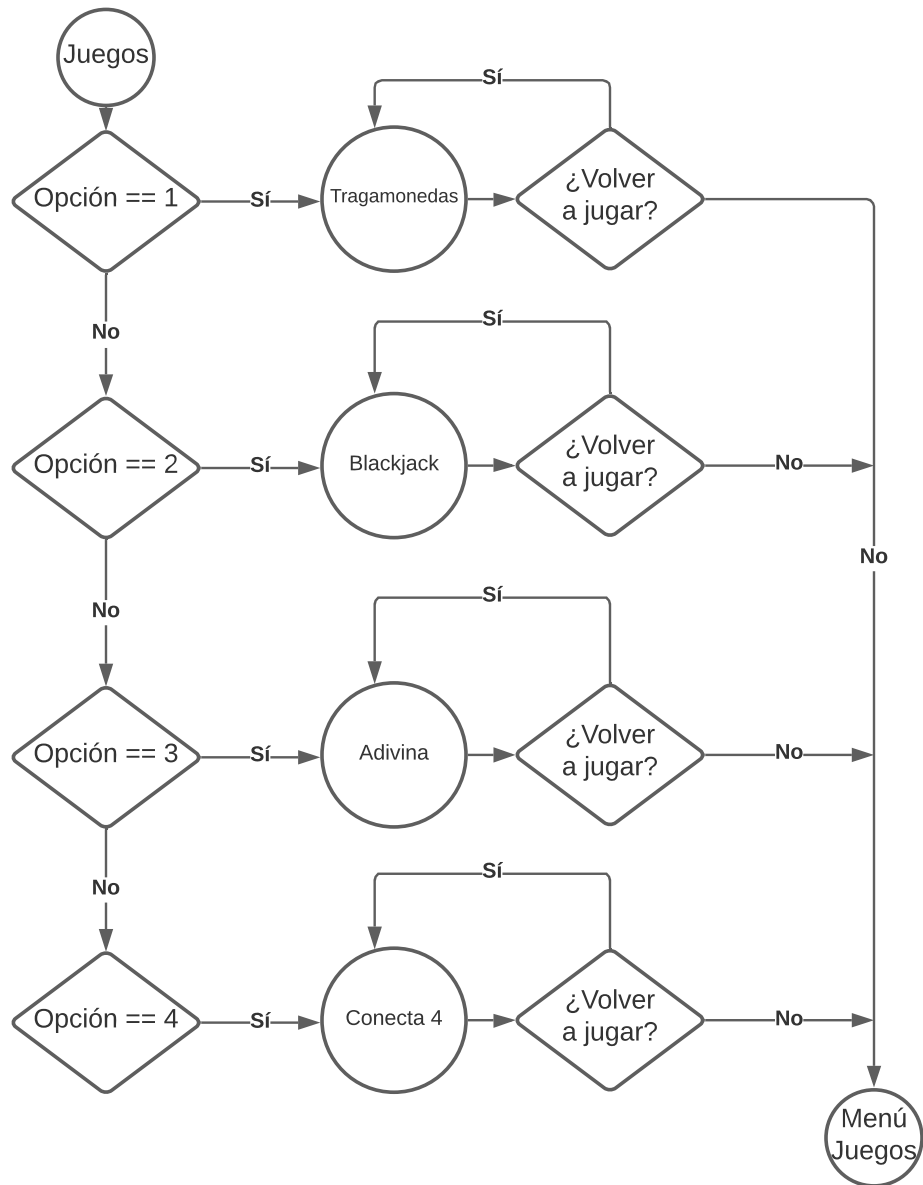 Juegos
Sí
Opción == 1
Sí
Tragamonedas
¿Volver
a jugar?
No
Sí
Opción == 2
Sí
Blackjack
¿Volver
a jugar?
No
No
No
Sí
Opción == 3
Sí
Adivina
¿Volver
a jugar?
No
No
Sí
Opción == 4
Sí
Conecta 4
¿Volver
a jugar?
No
Menú
Juegos